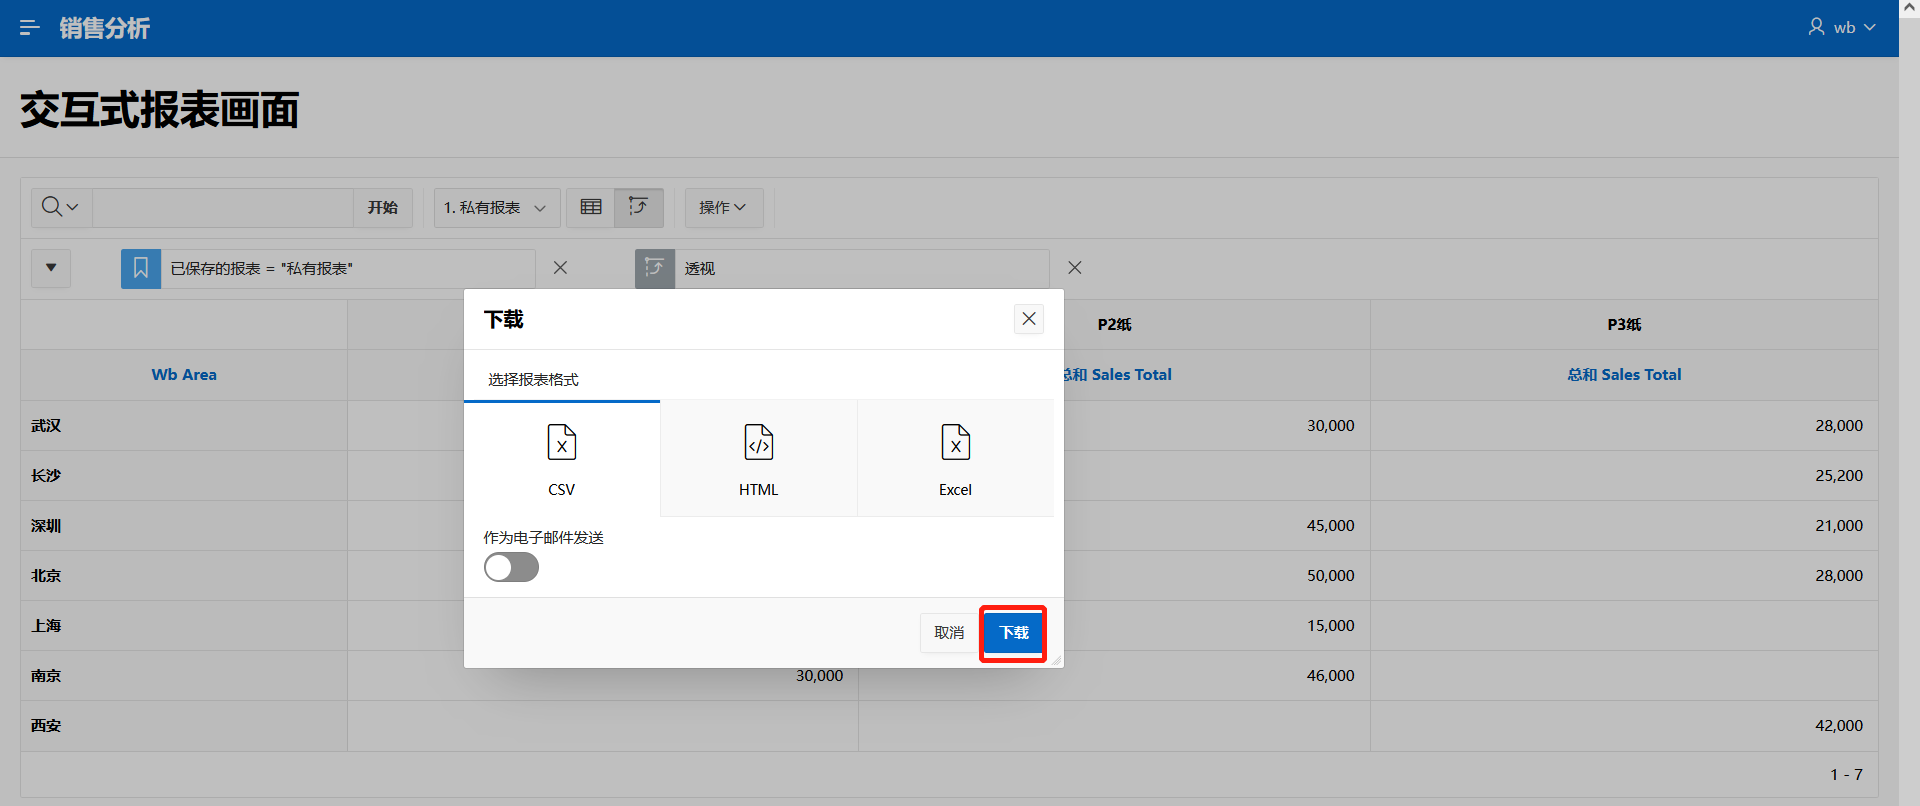 销售分析
wb
交互式报表画面
开始
1. 私有报表
操作
已保存的报表 = "私有报表"
透视
下载
选择报表格式
X
CSV
</>
HTML
X
Excel
作为电子邮件发送
取消
下载
P2纸
P3纸
Wb Area
总和 Sales Total
总和 Sales Total
武汉
30,000
28,000
长沙
25,200
深圳
45,000
21,000
北京
50,000
28,000
上海
15,000
南京
30,000
46,000
西安
42,000
1 - 7